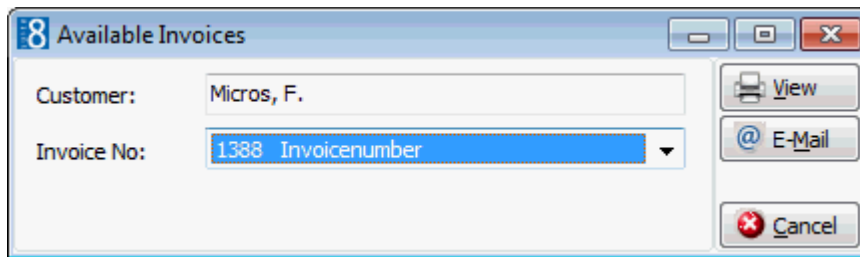 8 Available Invoices
Customer: Micros, F.
Invoice No: 1388 Invoicenumber
View
@ E-Mail
Cancel